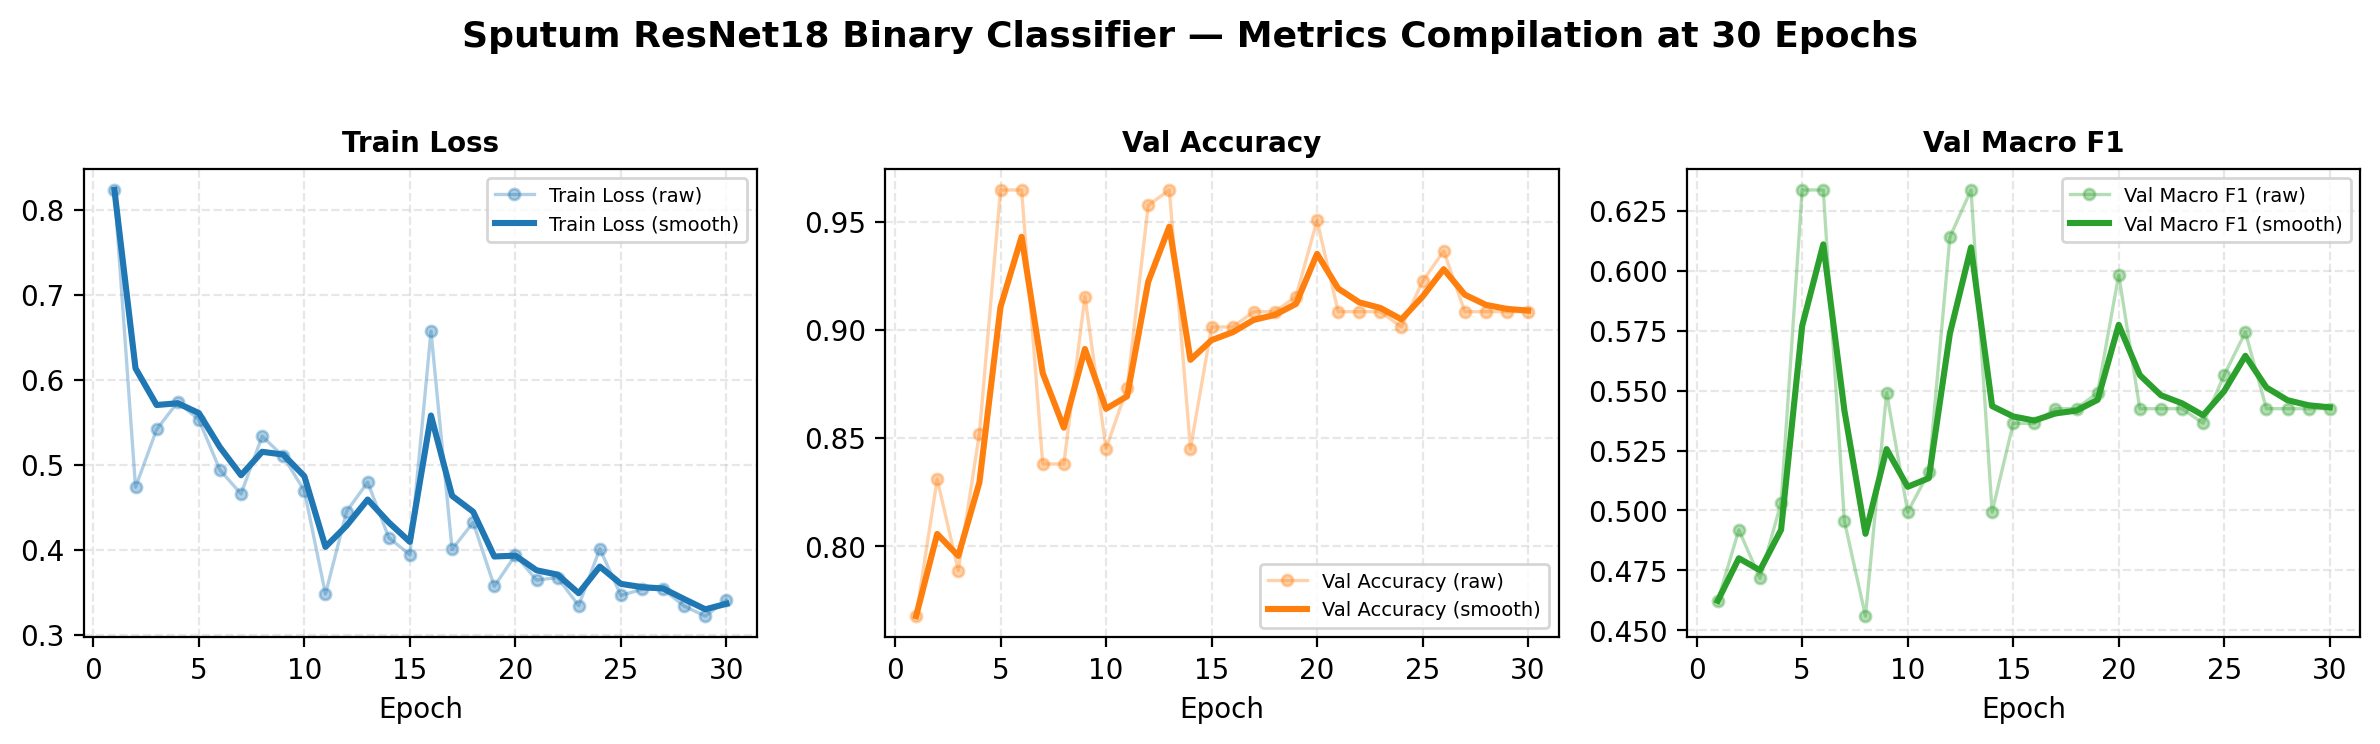 Sputum ResNet18 Binary Classifier — Metrics Compilation at 30 Epochs
Train Loss
Train Loss (raw)
Train Loss (smooth)
0.8
0.7
0.6
0.5
0.4
0.3
0 5 10 15 20 25 30
Epoch
Val Accuracy
0.95
0.90
0.85
0.80
Val Accuracy (raw)
Val Accuracy (smooth)
0 5 10 15 20 25 30
Epoch
Val Macro F1
Val Macro F1 (raw)
Val Macro F1 (smooth)
0.625
0.600
0.575
0.550
0.525
0.500
0.475
0.450
0 5 10 15 20 25 30
Epoch